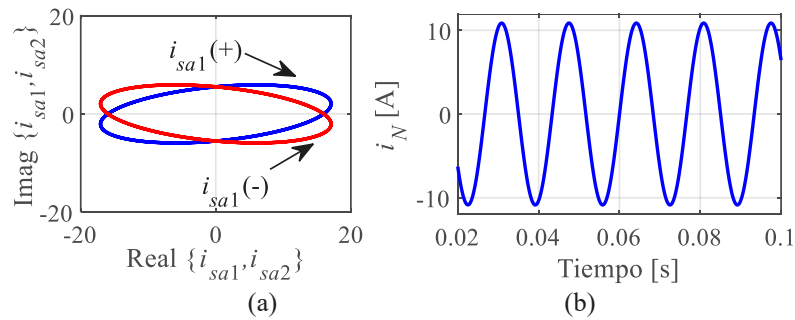 (a)
20
0
-20
Imag {i_sa1, i_sa2}
i_sa1(+)
i_sa1(-)
-20 0 20
Real {i_sa1, i_sa2}
(a)
(b)
10
0
-10
i_N [A]
0.02 0.04 0.06 0.08 0.1
Tiempo [s]
(b)